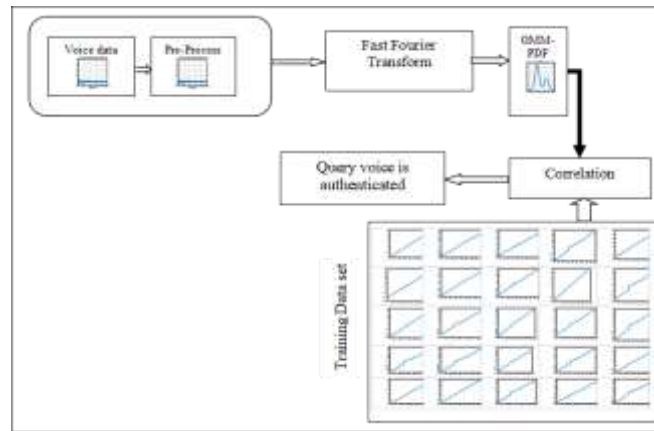 Voice data
Pre-Process
Fast Fourier
Transform
GMM-
PDF
Query voice is
authenticated
Correlation
Training Data set